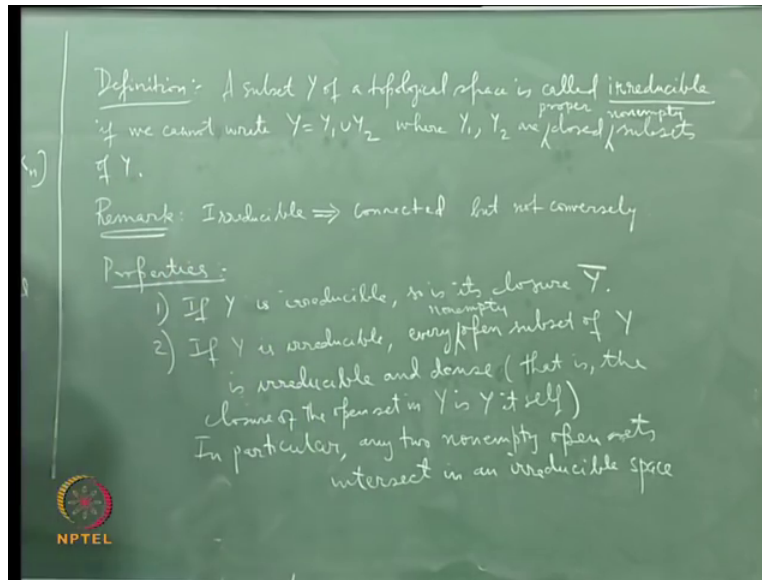 Definition:- A subset Y of a topological space is called irreducible
if we cannot write Y = Y₁ ∪ Y₂ where Y₁, Y₂ are proper closed nonempty subsets
of Y.
Remark: Irreducible ⇒ connected but not conversely
Properties:-
1) If Y is irreducible, so is its closure Y̅.
2) If Y is irreducible, every nonempty open subset of Y
is irreducible and dense (that is, the
closure of the open set in Y is Y itself)
In particular, any two nonempty open sets
intersect in an irreducible space
NPTEL